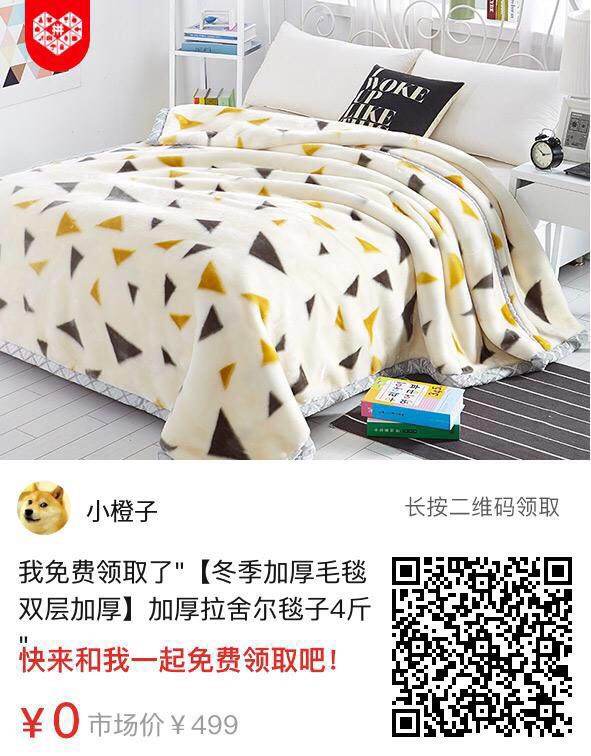 拼
WOKE
UP
LIKE
小橙子
长按二维码领取
我免费领取了"【冬季加厚毛毯
双层加厚】加厚拉舍尔毯子4斤
"
快来和我一起免费领取吧!
¥0 市场价¥499